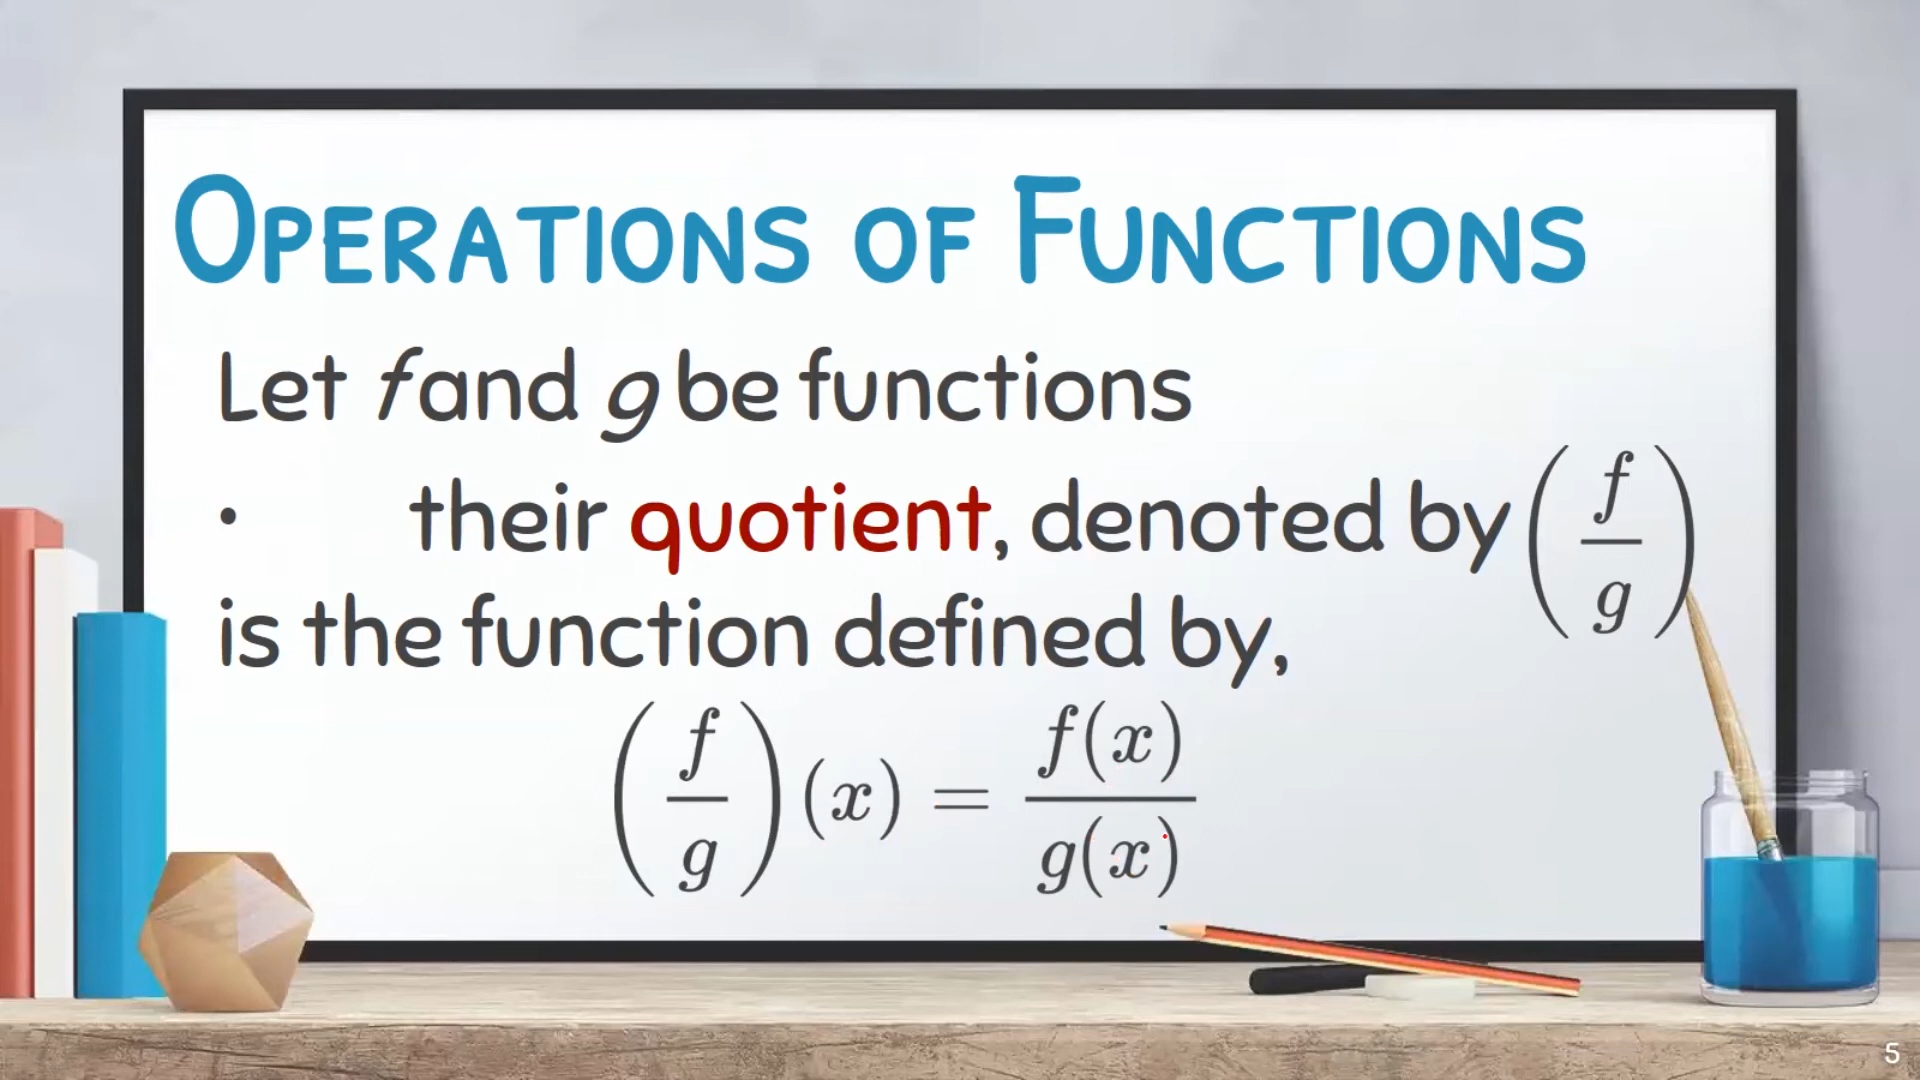 OPERATIONS OF FUNCTIONS
Let f and g be functions
• their quotient, denoted by (f/g)
is the function defined by,
(f/g)(x) = f(x)/g(x)
5